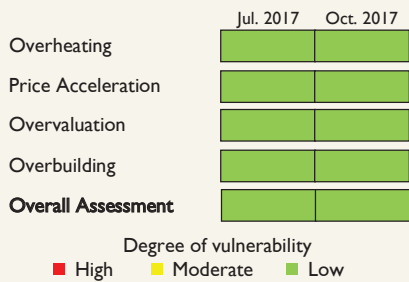 Jul. 2017 Oct. 2017
Overheating
Price Acceleration
Overvaluation
Overbuilding
Overall Assessment
Degree of vulnerability
High Moderate Low